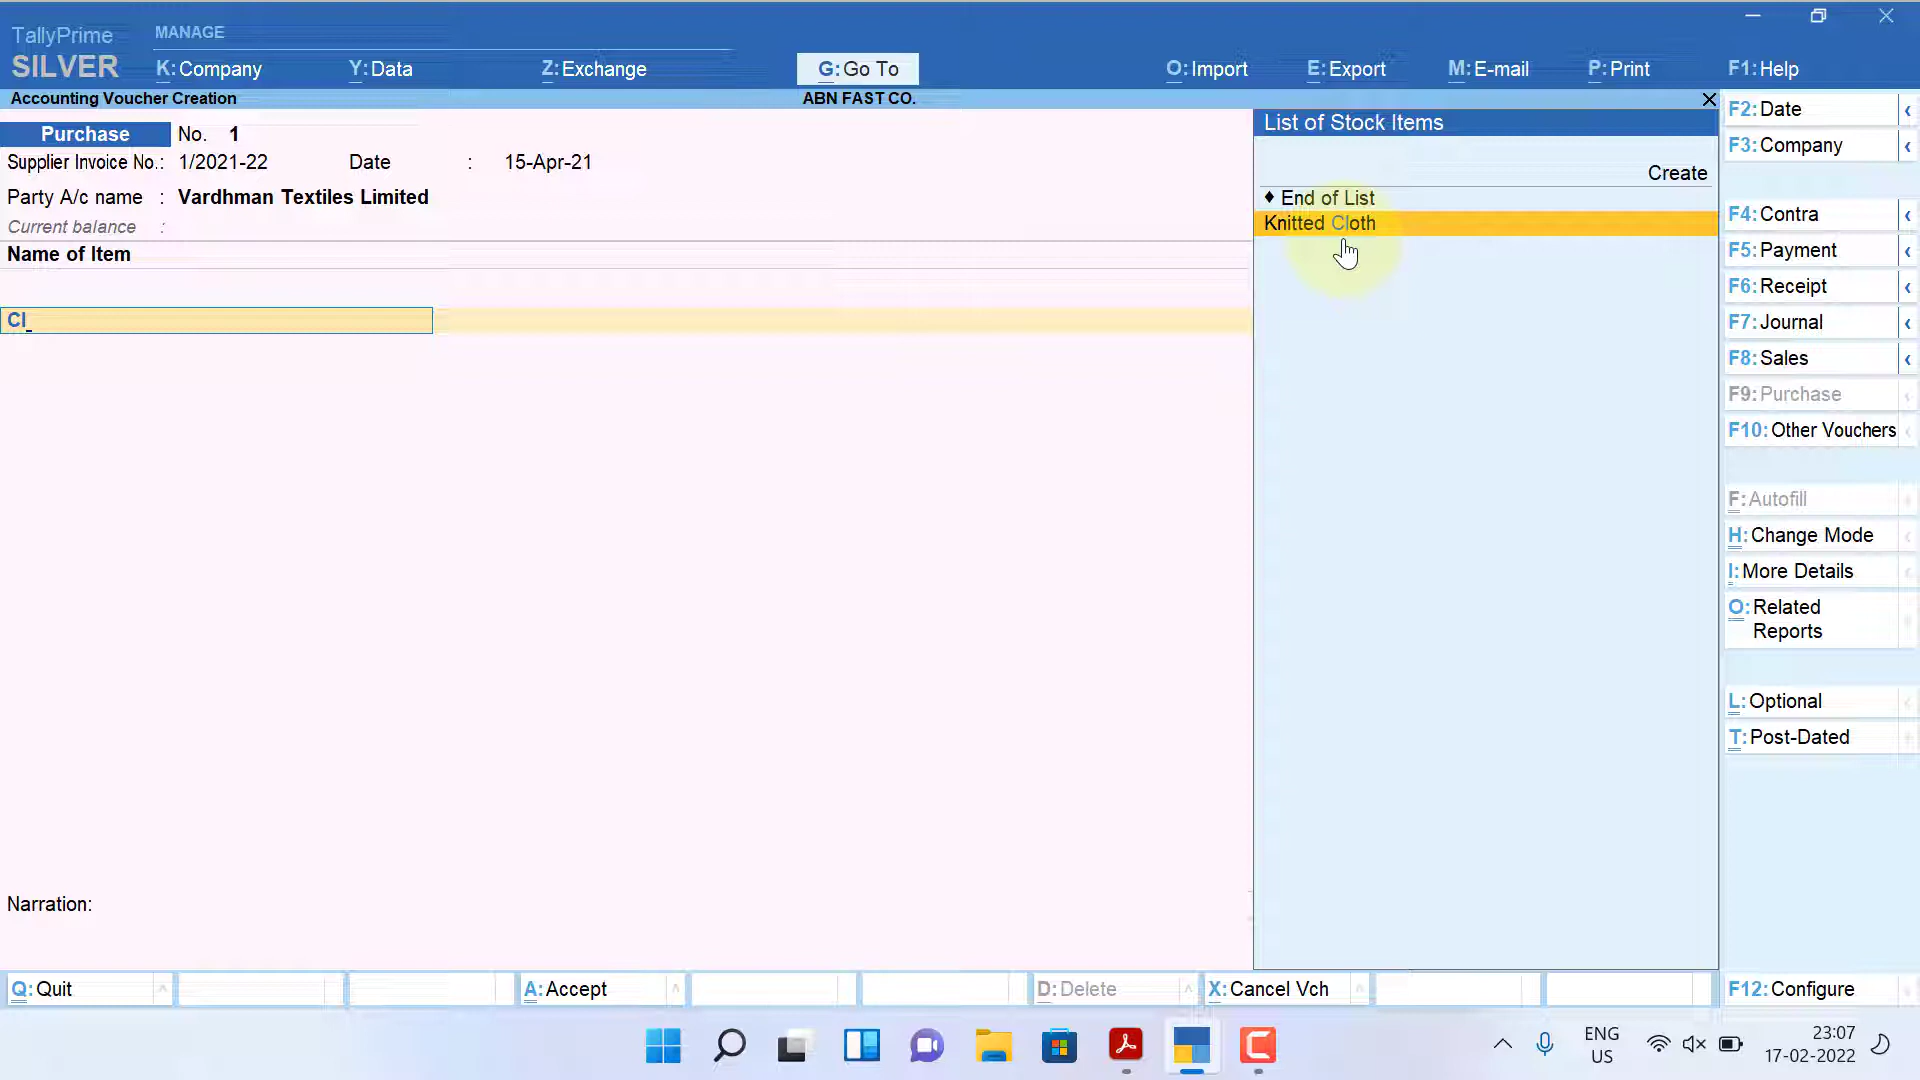 TallyPrime
SILVER
MANAGE
K:Company
Y:Data
Z:Exchange
G:Go To
O:Import
E:Export
M:E-mail
P:Print
F1:Help
Accounting Voucher Creation
ABN FAST CO.
Purchase No. 1
Supplier Invoice No.: 1/2021-22 Date : 15-Apr-21
Party A/c name : Vardhman Textiles Limited
Current balance :
Name of Item
Cl
Narration:
List of Stock Items
Create
♦ End of List
Knitted Cloth
F2:Date
F3:Company
F4:Contra
F5:Payment
F6:Receipt
F7:Journal
F8:Sales
F9:Purchase
F10:Other Vouchers
F:Autofill
H:Change Mode
I:More Details
O:Related
Reports
L:Optional
T:Post-Dated
Q:Quit
A:Accept
D:Delete
X:Cancel Vch
F12:Configure
ENG
US
23:07
17-02-2022